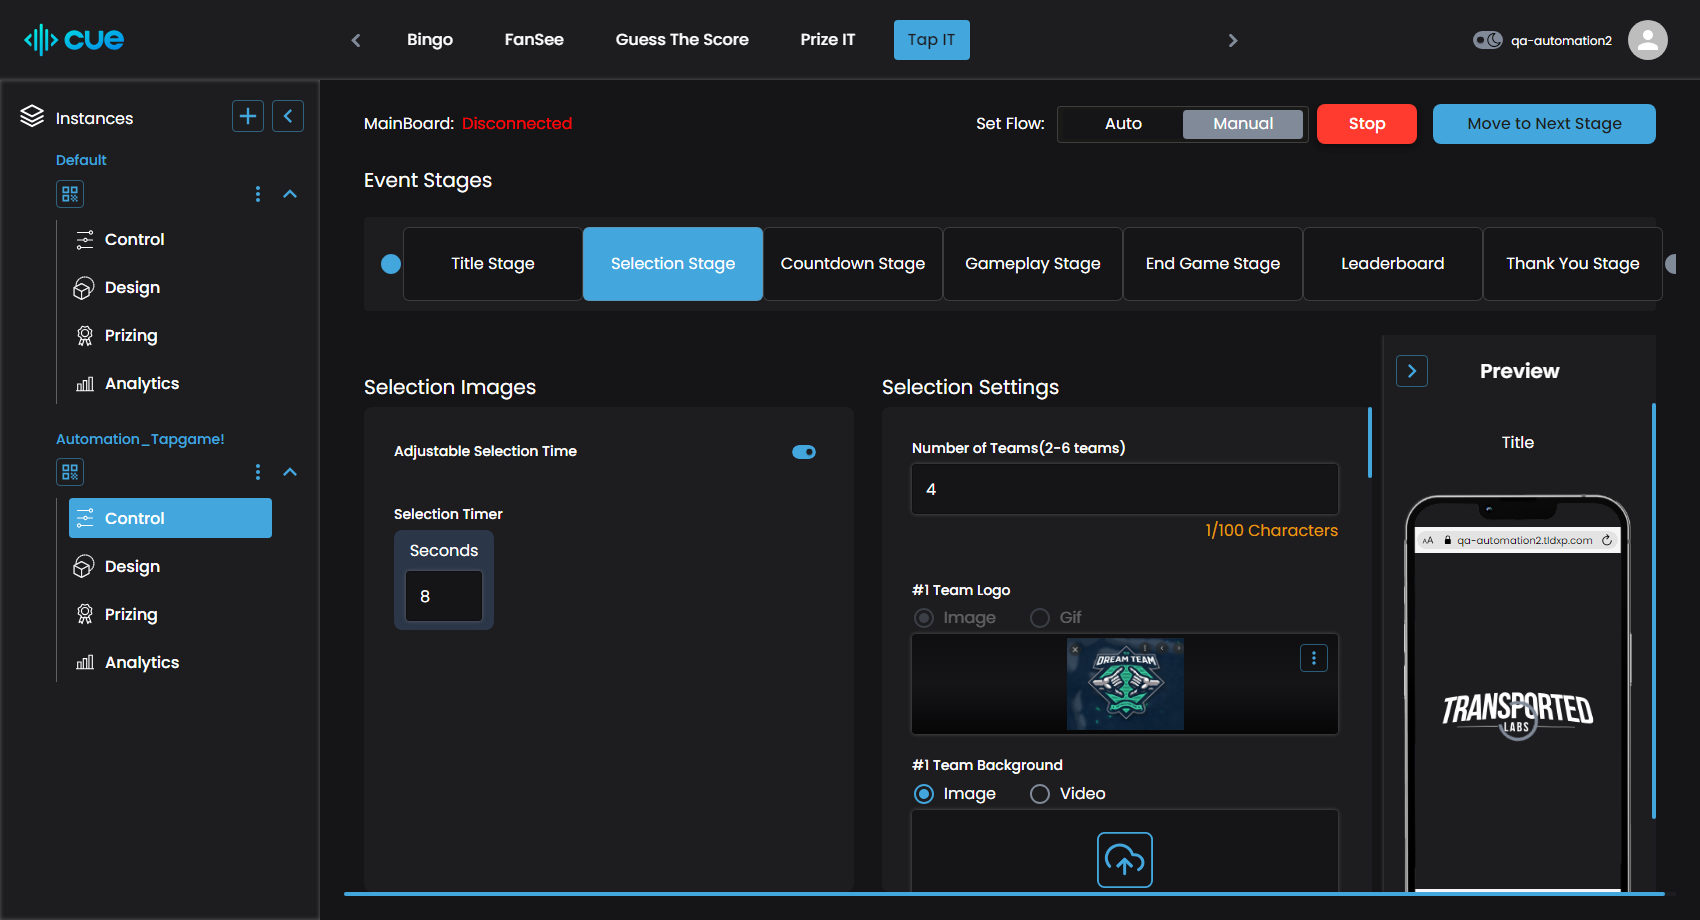 cue
Bingo
FanSee
Guess The Score
Prize IT
Tap IT
qa-automation2
Instances
Default
Control
Design
Prizing
Analytics
Automation_Tapgame!
Control
Design
Prizing
Analytics
MainBoard: Disconnected
Set Flow:
Auto
Manual
Stop
Move to Next Stage
Event Stages
Title Stage
Selection Stage
Countdown Stage
Gameplay Stage
End Game Stage
Leaderboard
Thank You Stage
Selection Images
Adjustable Selection Time
Selection Timer
Seconds
8
Selection Settings
Number of Teams(2-6 teams)
4
1/100 Characters
#1 Team Logo
Image
Gif
DREAM TEAM
#1 Team Background
Image
Video
Preview
Title
AA
qa-automation2.tldxp.com
TRANSPORTED
LABS